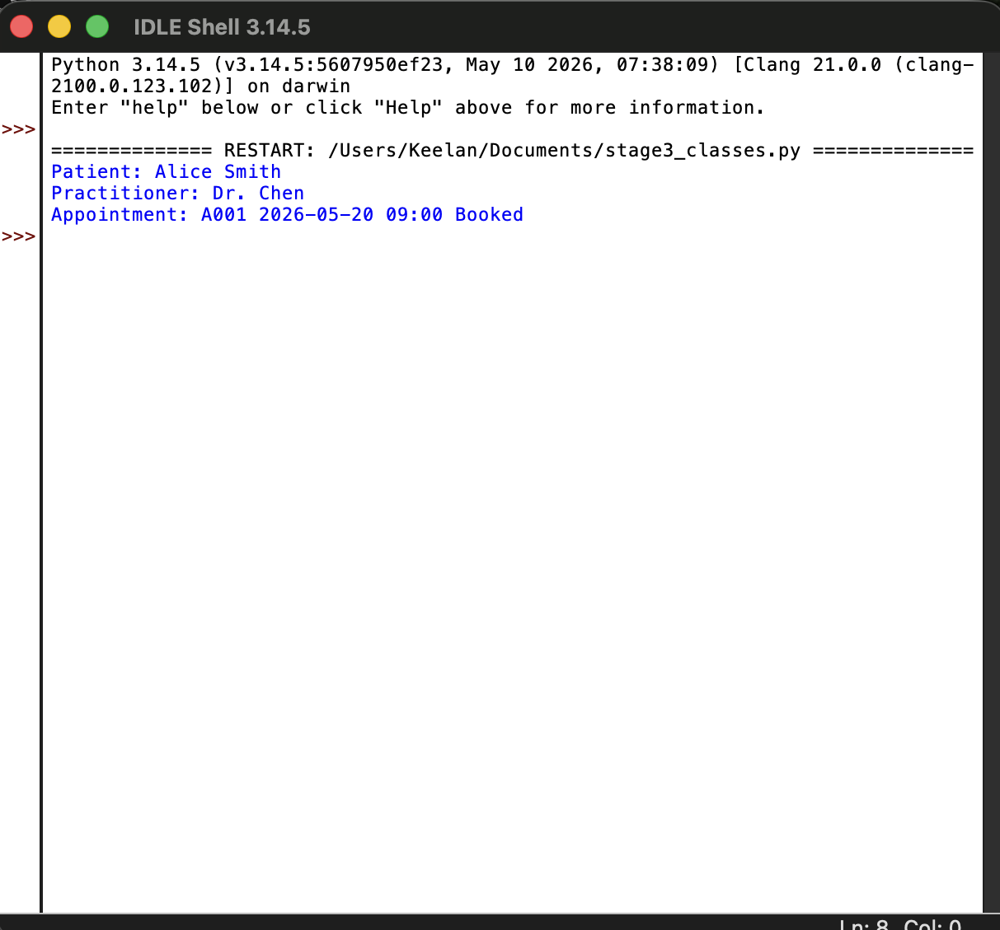 IDLE Shell 3.14.5
Python 3.14.5 (v3.14.5:5607950ef23, May 10 2026, 07:38:09) [Clang 21.0.0 (clang-
2100.0.123.102)] on darwin
Enter "help" below or click "Help" above for more information.
>>>
============== RESTART: /Users/Keelan/Documents/stage3_classes.py ==============
Patient: Alice Smith
Practitioner: Dr. Chen
Appointment: A001 2026-05-20 09:00 Booked
>>>
Ln: 8 Col: 0